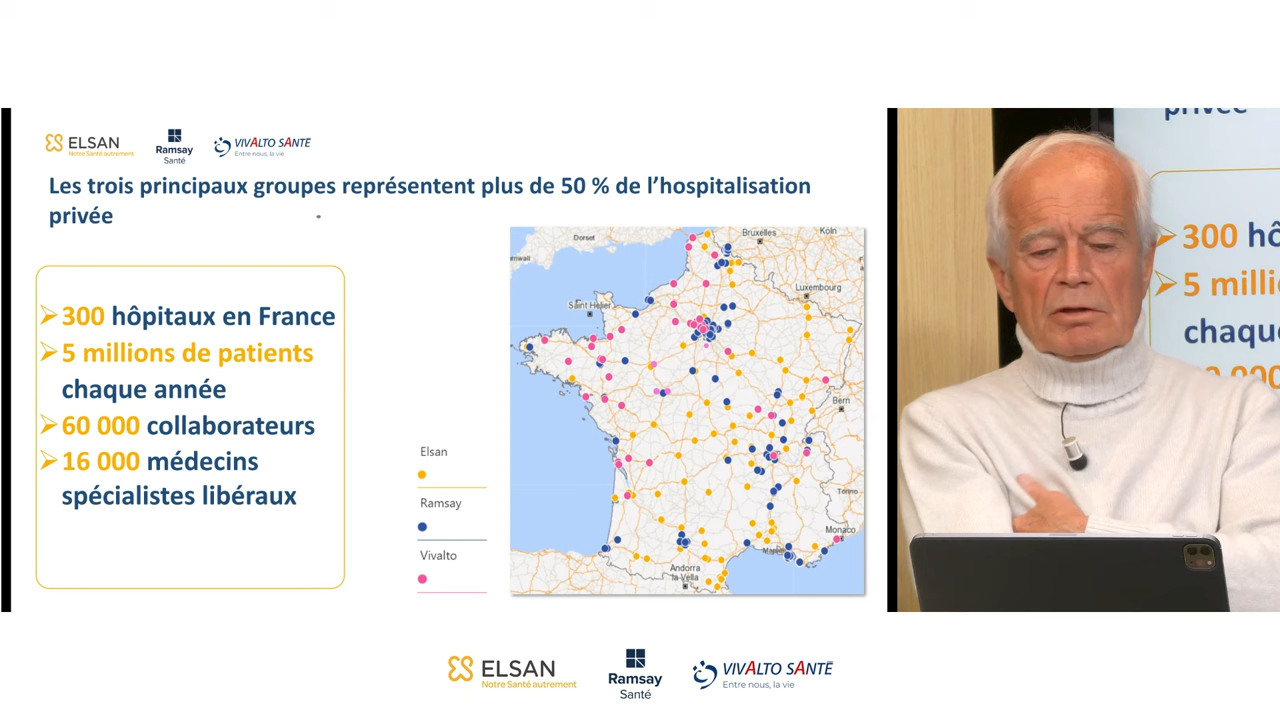 ELSAN
Notre Santé autrement
Ramsay
Santé
VIVALTO SANTÉ
Entre nous, la vie
Les trois principaux groupes représentent plus de 50 % de l'hospitalisation
privée
300 hôpitaux en France
5 millions de patients
chaque année
60 000 collaborateurs
16 000 médecins
spécialistes libéraux
Elsan
Ramsay
Vivalto
Dorset
Bruxelles
Köln
Saint Helier
Luxembourg
Bern
Torino
Monaco
Andorra
la Vella
privée
300 hô
5 milli
chaqu
ELSAN
Notre Santé autrement
Ramsay
Santé
VIVALTO SANTÉ
Entre nous, la vie